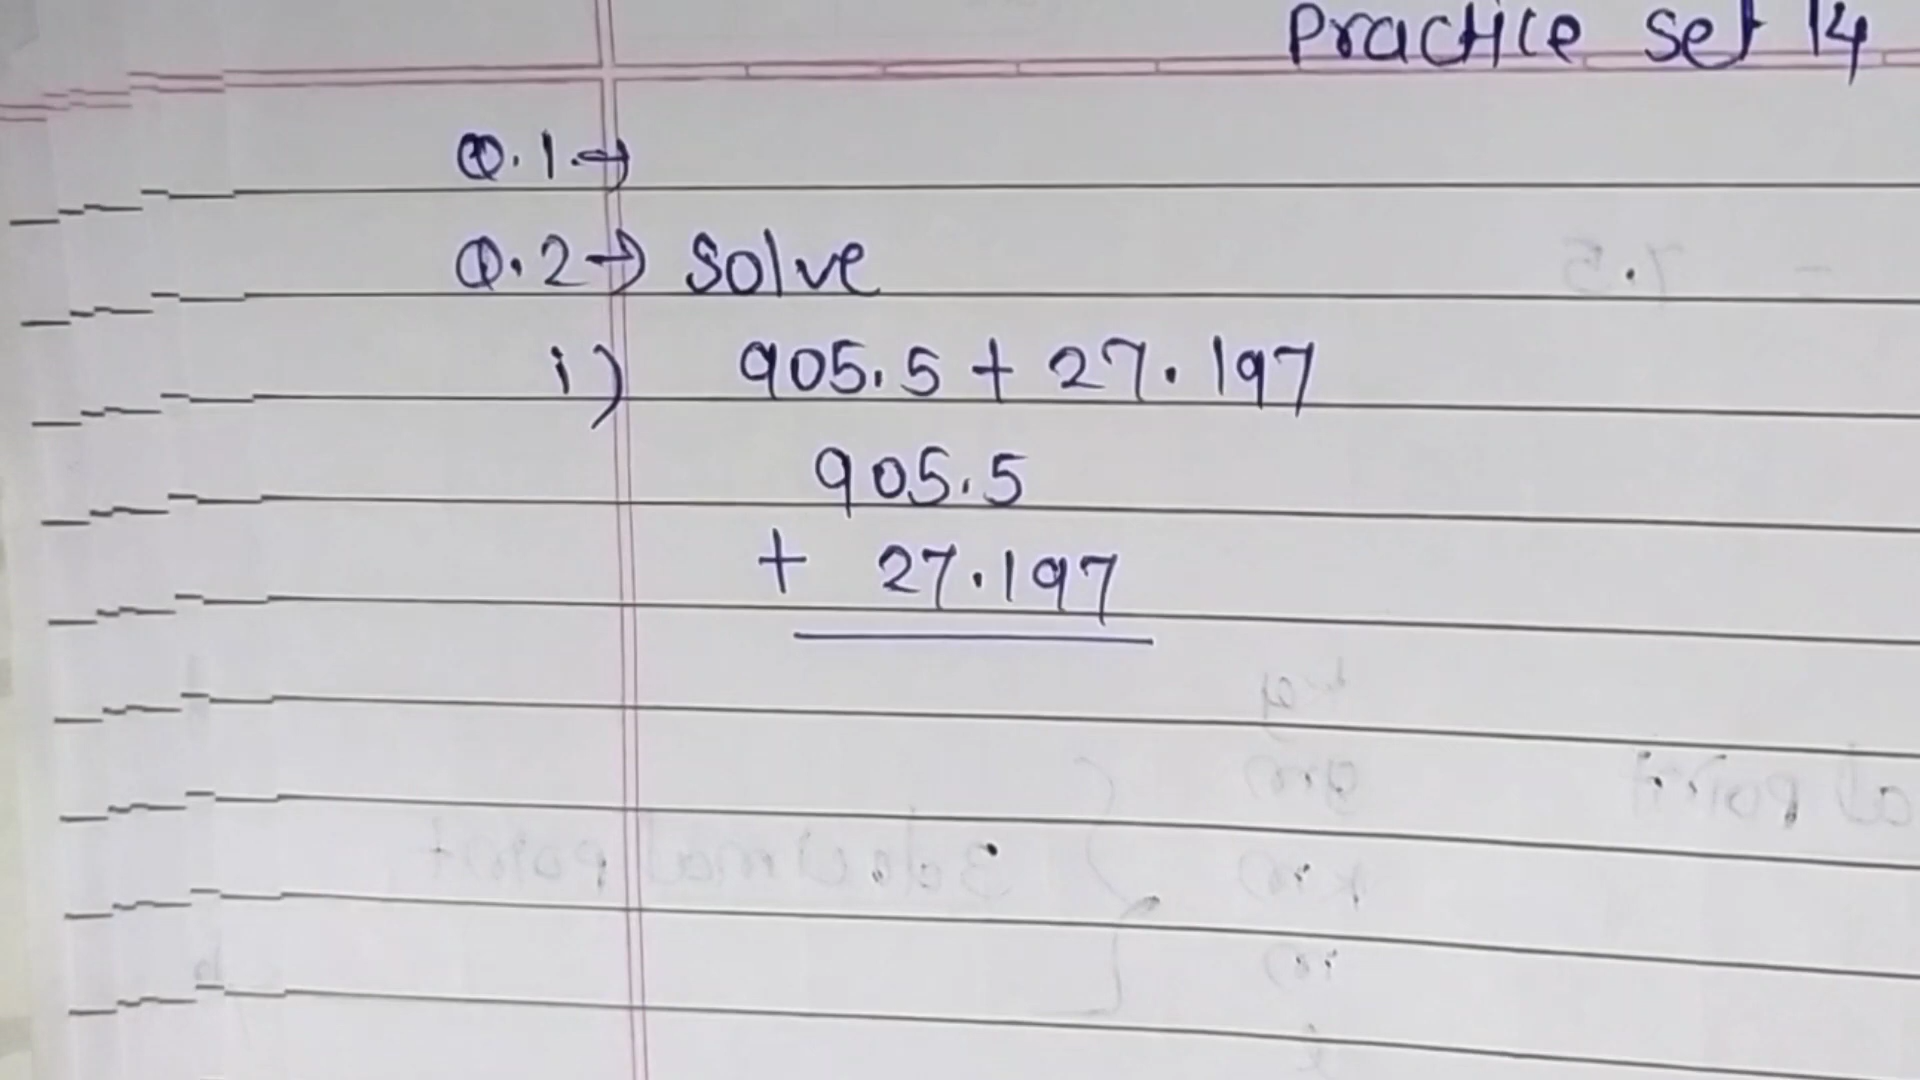 Practice set 14
Q.1.→
Q.2→ Solve
i) 905.5 + 27.197
905.5
+ 27.197